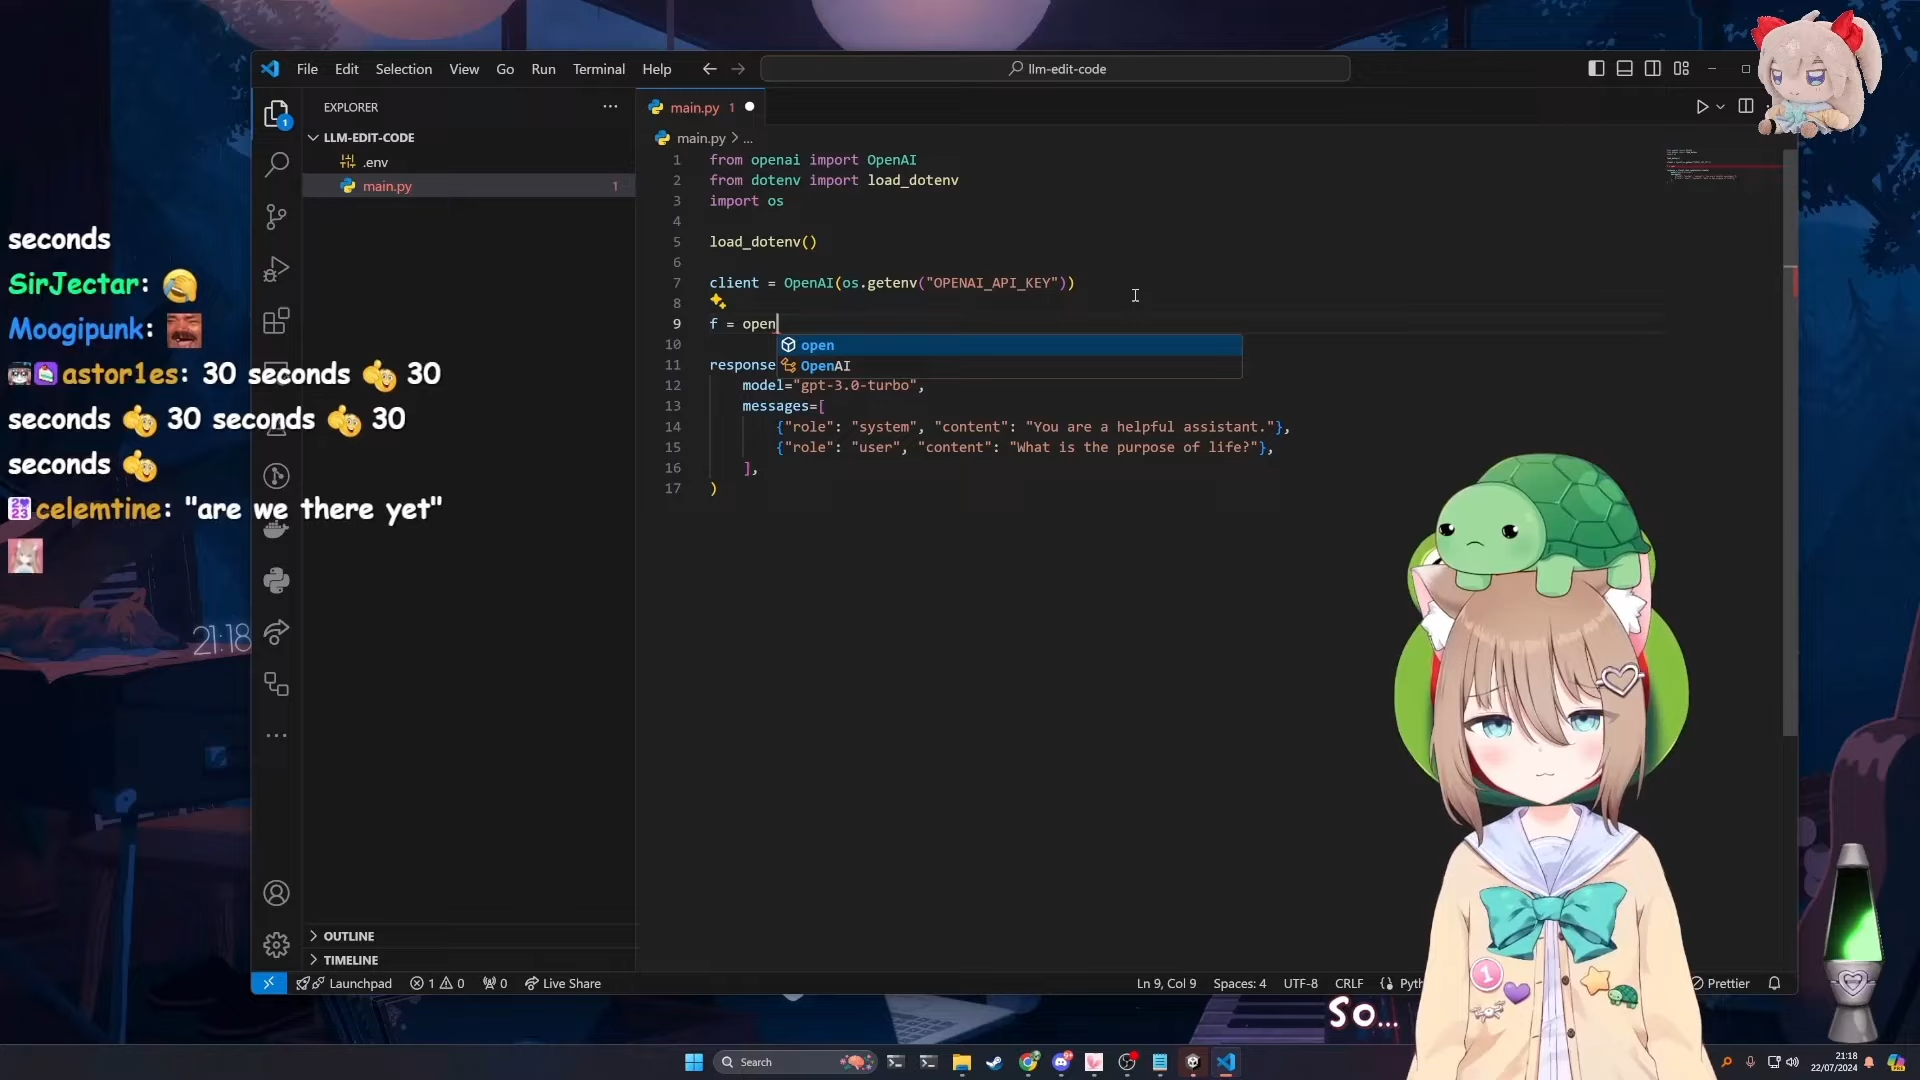 File Edit Selection View Go Run Terminal Help
llm-edit-code
EXPLORER
LLM-EDIT-CODE
.env
main.py 1
1
main.py 1
main.py > ...
1 from openai import OpenAI
2 from dotenv import load_dotenv
3 import os
4
5 load_dotenv()
6
7 client = OpenAI(os.getenv("OPENAI_API_KEY"))
8
9 f = open
open
OpenAI
10
11 response
12 model="gpt-3.0-turbo",
13 messages=[
14 {"role": "system", "content": "You are a helpful assistant."},
15 {"role": "user", "content": "What is the purpose of life?"},
16 ],
17 )
seconds
SirJectar:
Moogipunk:
astor1es: 30 seconds 30
seconds 30 seconds 30
seconds
celemtine: "are we there yet"
21:18
OUTLINE
TIMELINE
Launchpad 1 0 0 Live Share
Ln 9, Col 9 Spaces: 4 UTF-8 CRLF Pyth
Prettier
1
So...
Search
21:18
22/07/2024